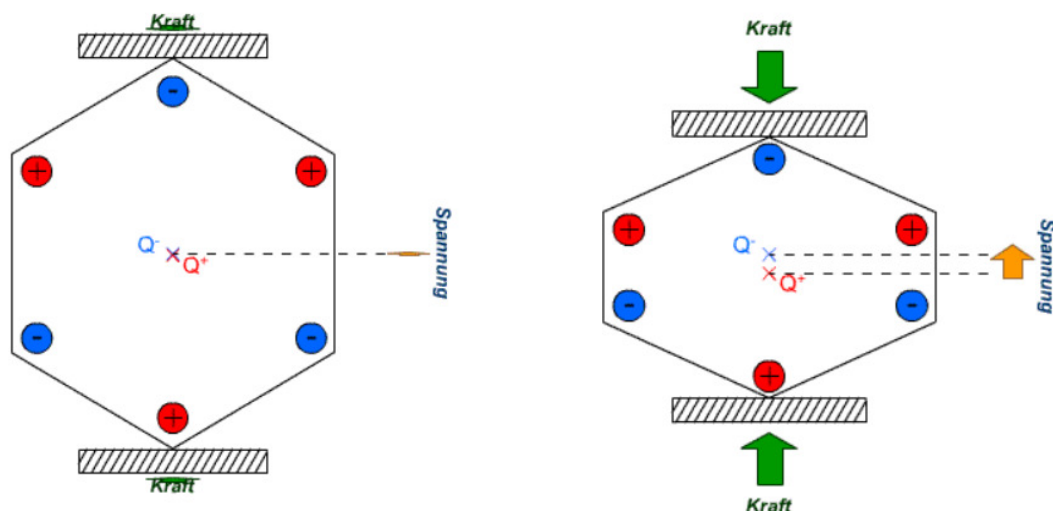 Kraft
-
+
+
Q⁻
Q⁺
Spannung
-
-
+
Kraft
Kraft
-
+
+
Q⁻
Q⁺
Spannung
-
-
+
Kraft